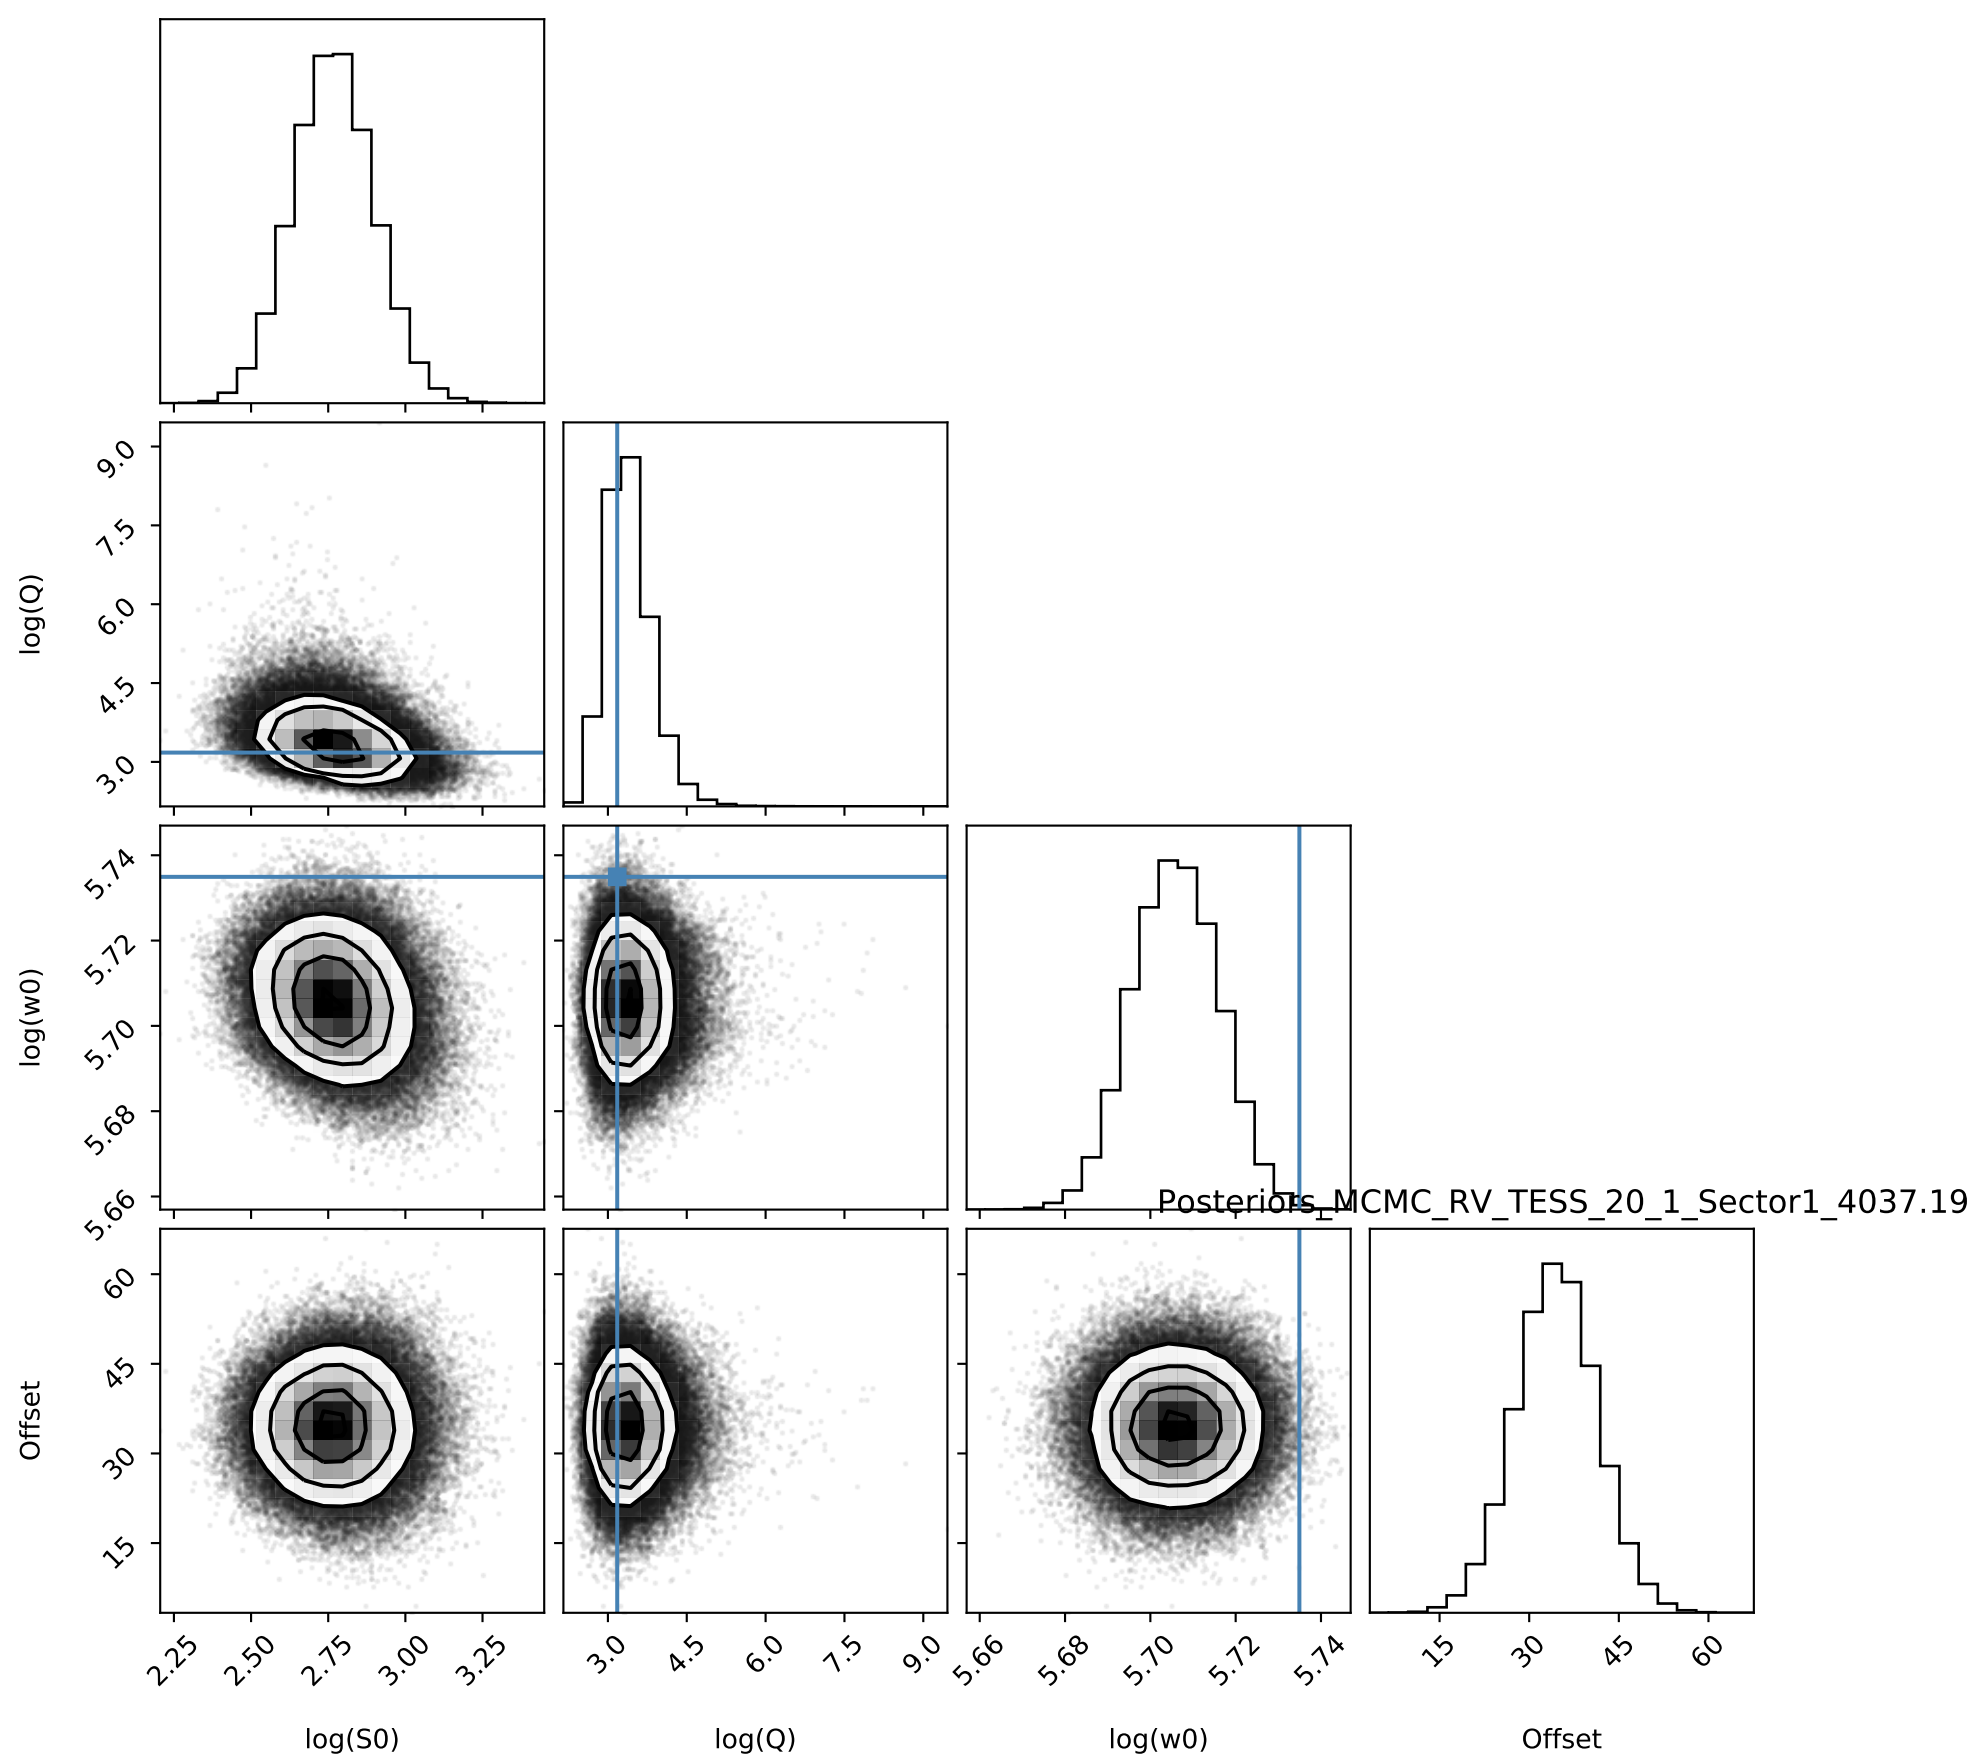 log(Q)
9.0
7.5
6.0
4.5
3.0
log(w0)
5.74
5.72
5.70
5.68
5.66
Posteriors_MCMC_RV_TESS_20_1_Sector1_4037.19
Offset
60
45
30
15
2.25 2.50 2.75 3.00 3.25
3.0 4.5 6.0 7.5 9.0
5.66 5.68 5.70 5.72 5.74
15 30 45 60
log(S0)
log(Q)
log(w0)
Offset